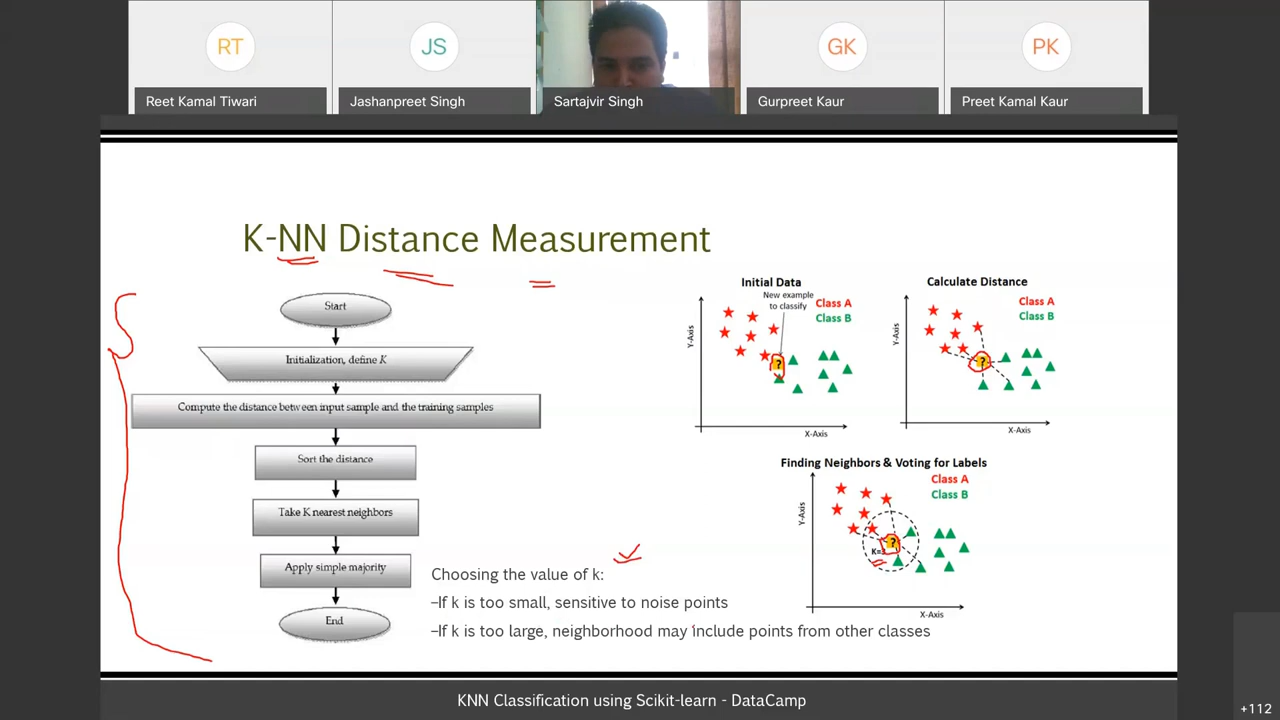 RT
JS
GK
PK
Reet Kamal Tiwari
Jashanpreet Singh
Sartajvir Singh
Gurpreet Kaur
Preet Kamal Kaur
K-NN Distance Measurement
Start
Initialization, define K
Compute the distance between input sample and the training samples
Sort the distance
Take K nearest neighbors
Apply simple majority
End
Initial Data
New example
to classify
Class A
Class B
?
Y-Axis
X-Axis
Calculate Distance
Class A
Class B
?
Y-Axis
X-Axis
Finding Neighbors & Voting for Labels
Class A
Class B
?
Y-Axis
X-Axis
Choosing the value of k:
–If k is too small, sensitive to noise points
–If k is too large, neighborhood may include points from other classes
KNN Classification using Scikit-learn - DataCamp
+112